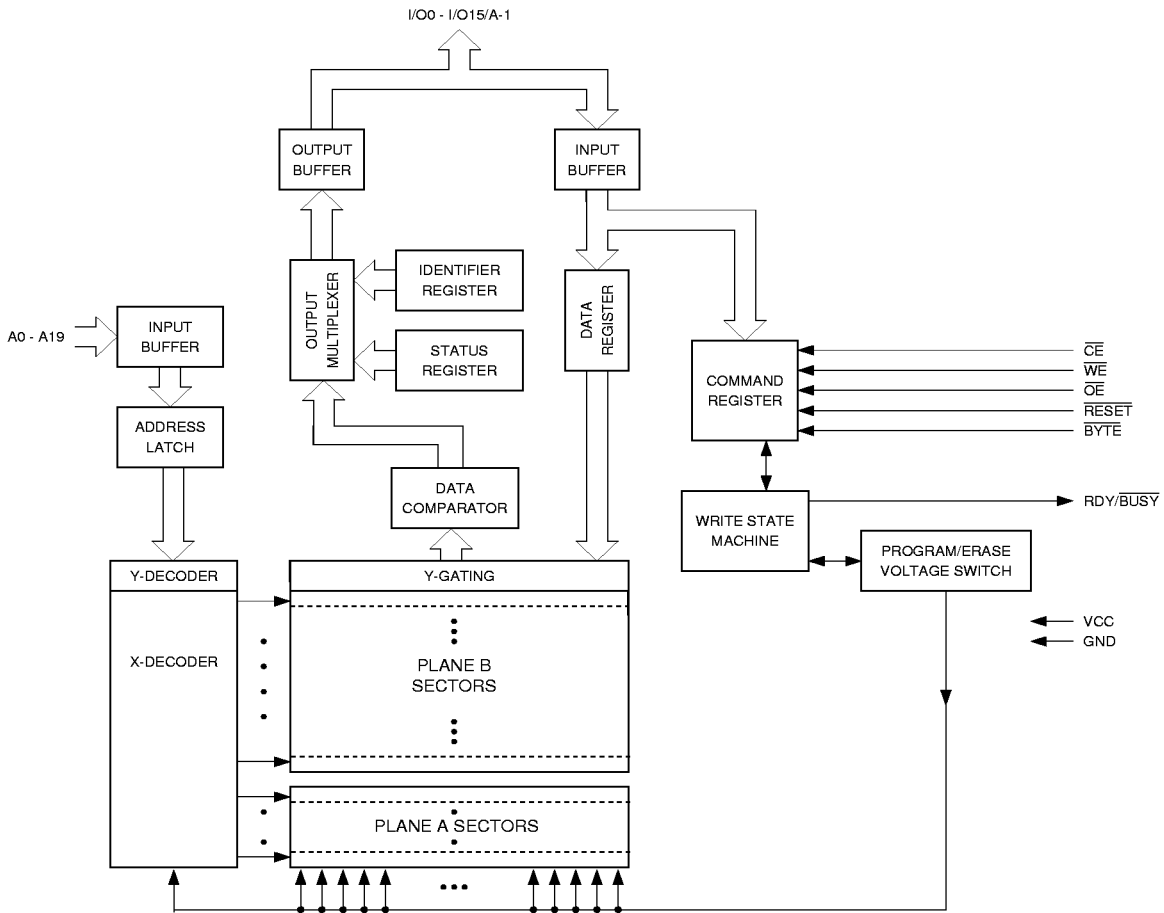 I/O0 - I/O15/A-1
OUTPUT
BUFFER
INPUT
BUFFER
OUTPUT
MULTIPLEXER
IDENTIFIER
REGISTER
STATUS
REGISTER
DATA
REGISTER
A0 - A19
INPUT
BUFFER
ADDRESS
LATCH
COMMAND
REGISTER
CE
WE
OE
RESET
BYTE
DATA
COMPARATOR
WRITE STATE
MACHINE
RDY/BUSY
PROGRAM/ERASE
VOLTAGE SWITCH
Y-DECODER
Y-GATING
VCC
GND
X-DECODER
PLANE B
SECTORS
PLANE A SECTORS